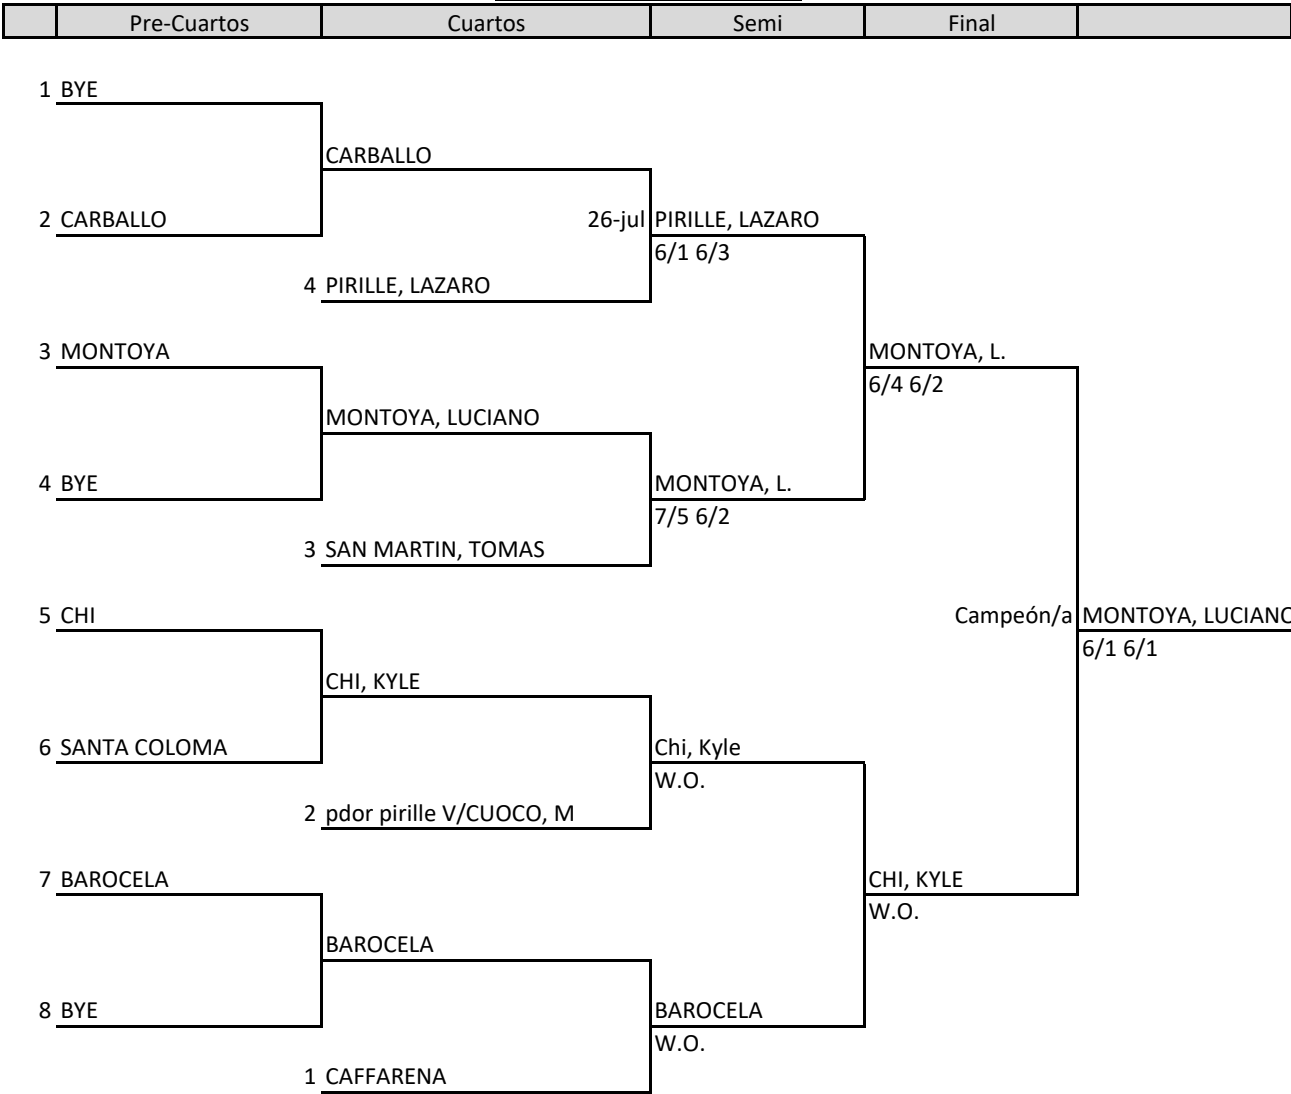 Pre-Cuartos Cuartos Semi Final
1 BYE
CARBALLO
2 CARBALLO
26-jul PIRILLE, LAZARO
6/1 6/3
4 PIRILLE, LAZARO
3 MONTOYA
MONTOYA, L.
6/4 6/2
MONTOYA, LUCIANO
4 BYE
MONTOYA, L.
7/5 6/2
3 SAN MARTIN, TOMAS
5 CHI
Campeón/a MONTOYA, LUCIANO
6/1 6/1
CHI, KYLE
6 SANTA COLOMA
Chi, Kyle
W.O.
2 pdor pirille V/CUOCO, M
7 BAROCELA
CHI, KYLE
W.O.
BAROCELA
8 BYE
BAROCELA
W.O.
1 CAFFARENA